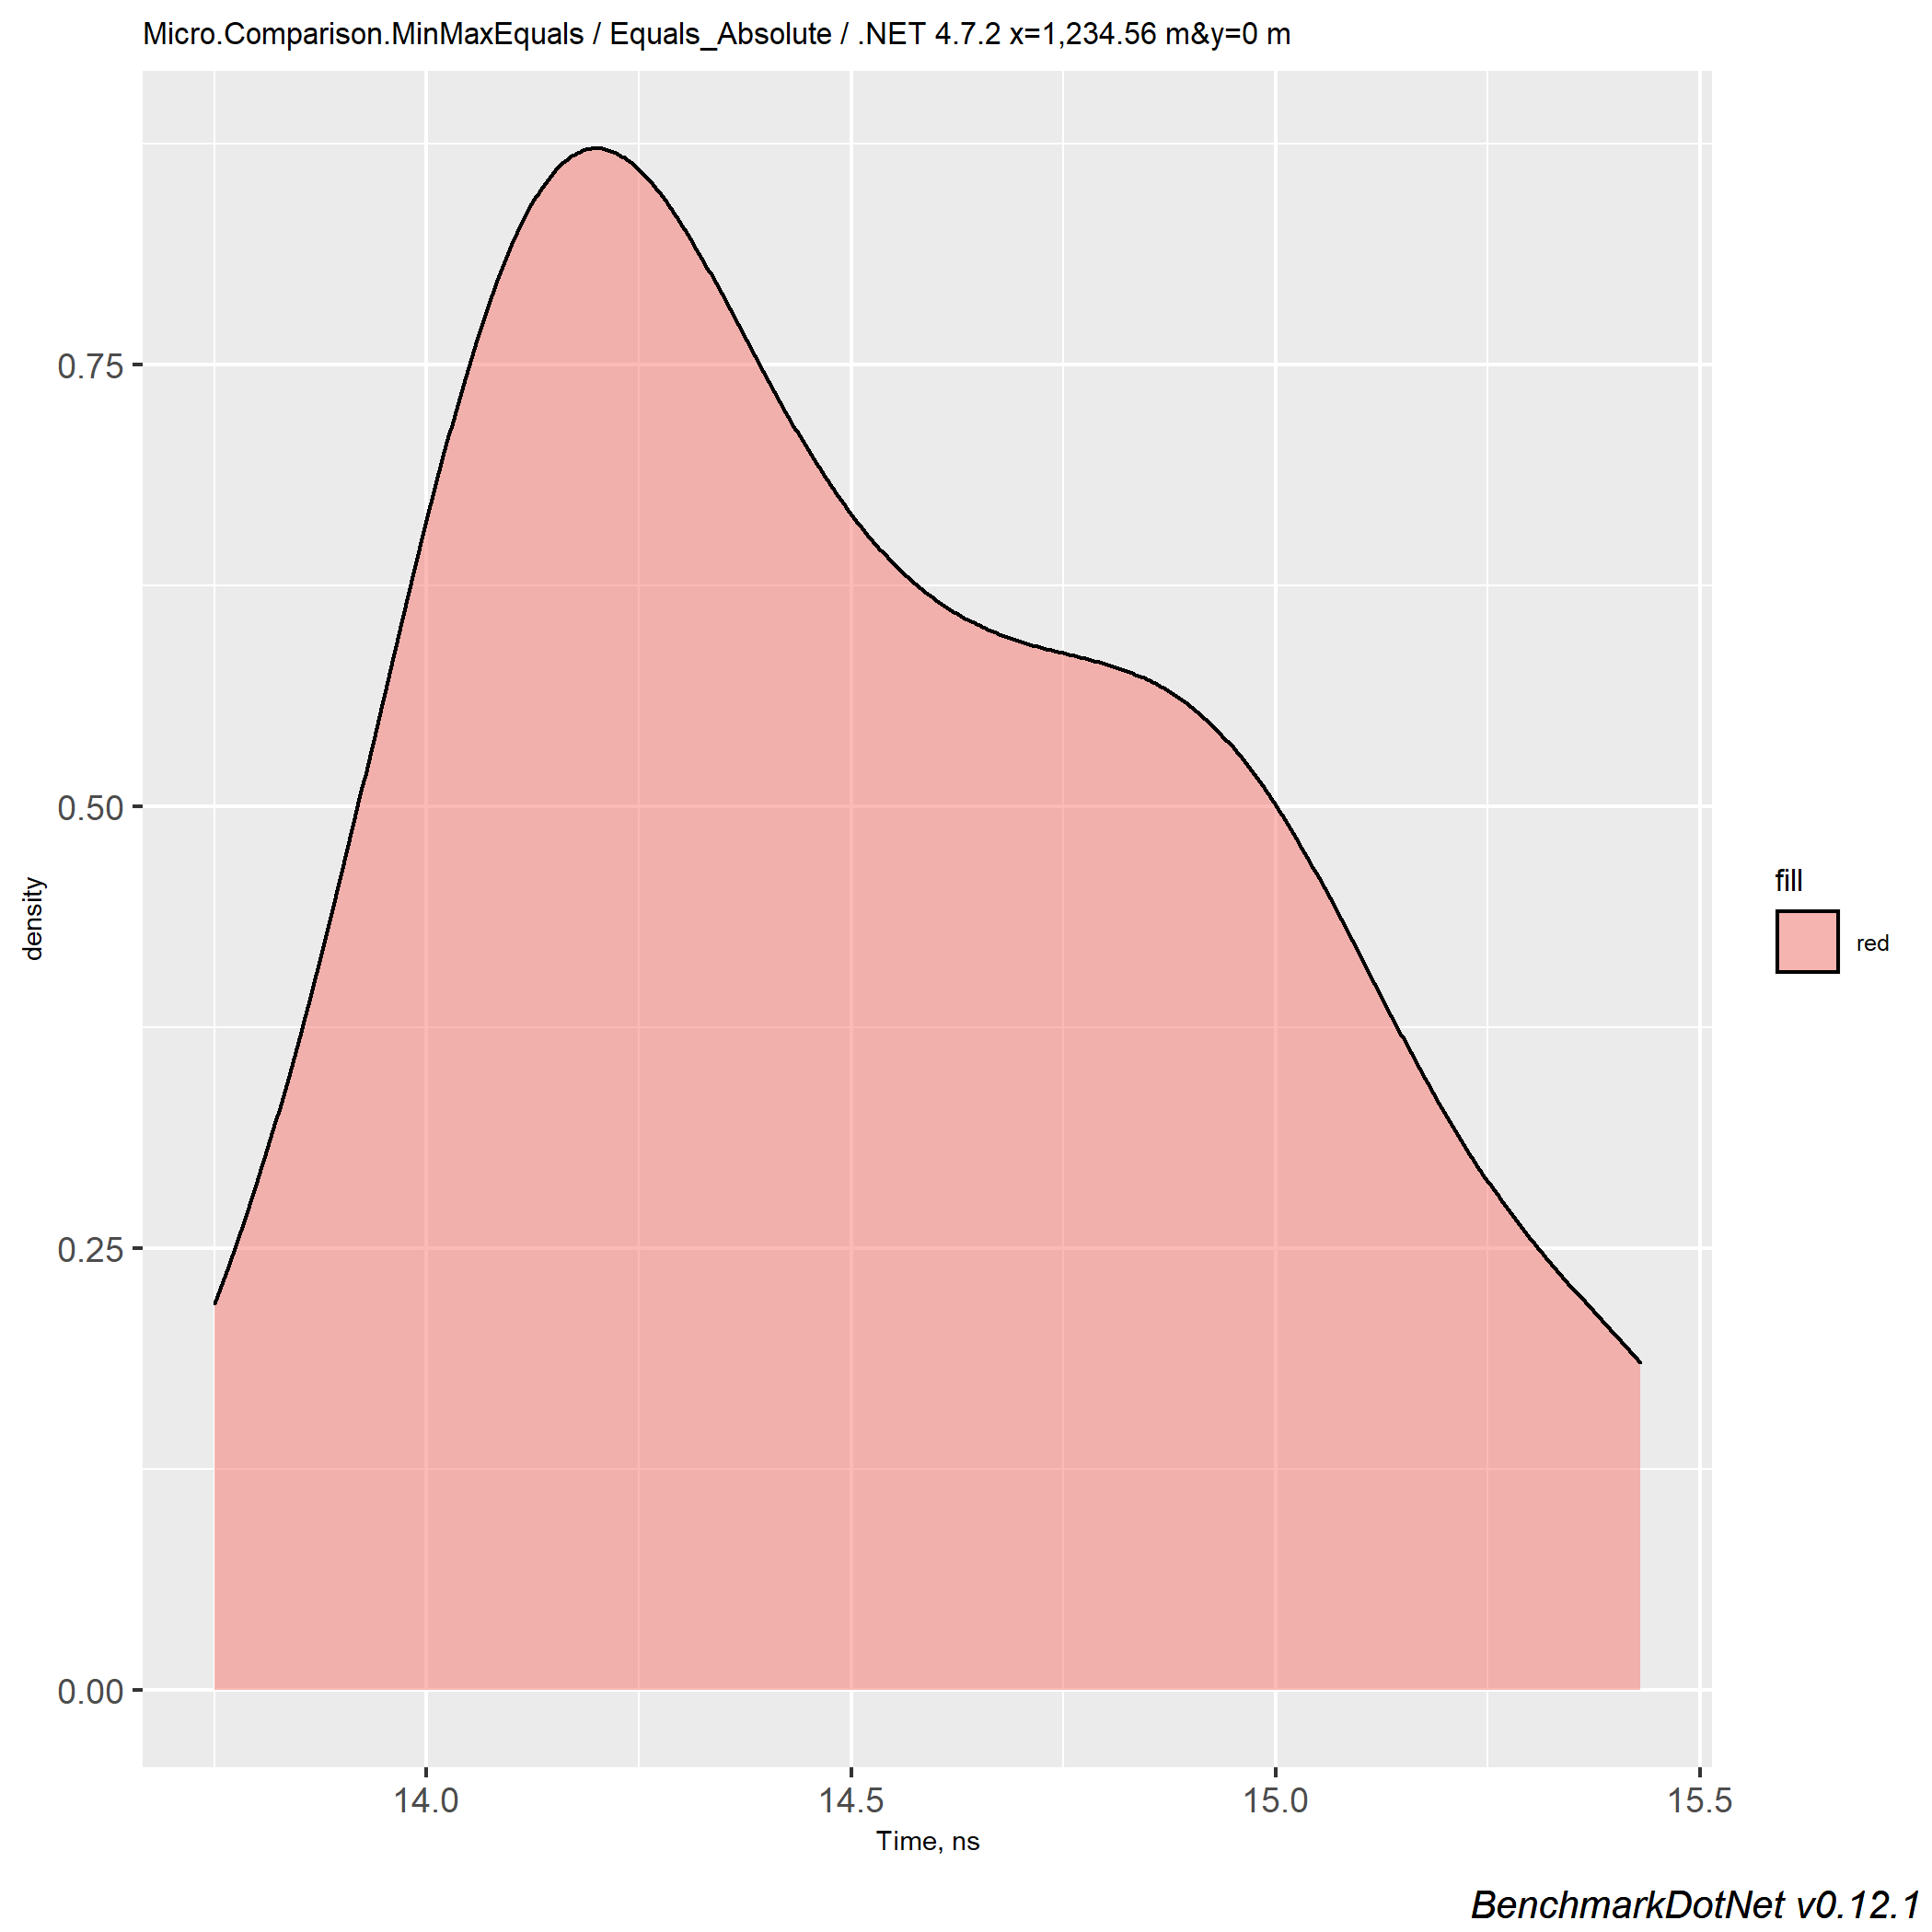 Micro.Comparison.MinMaxEquals / Equals_Absolute / .NET 4.7.2 x=1,234.56 m&y=0 m
0.75
0.50
0.25
0.00
density
14.0 14.5 15.0 15.5
Time, ns
fill
red
BenchmarkDotNet v0.12.1